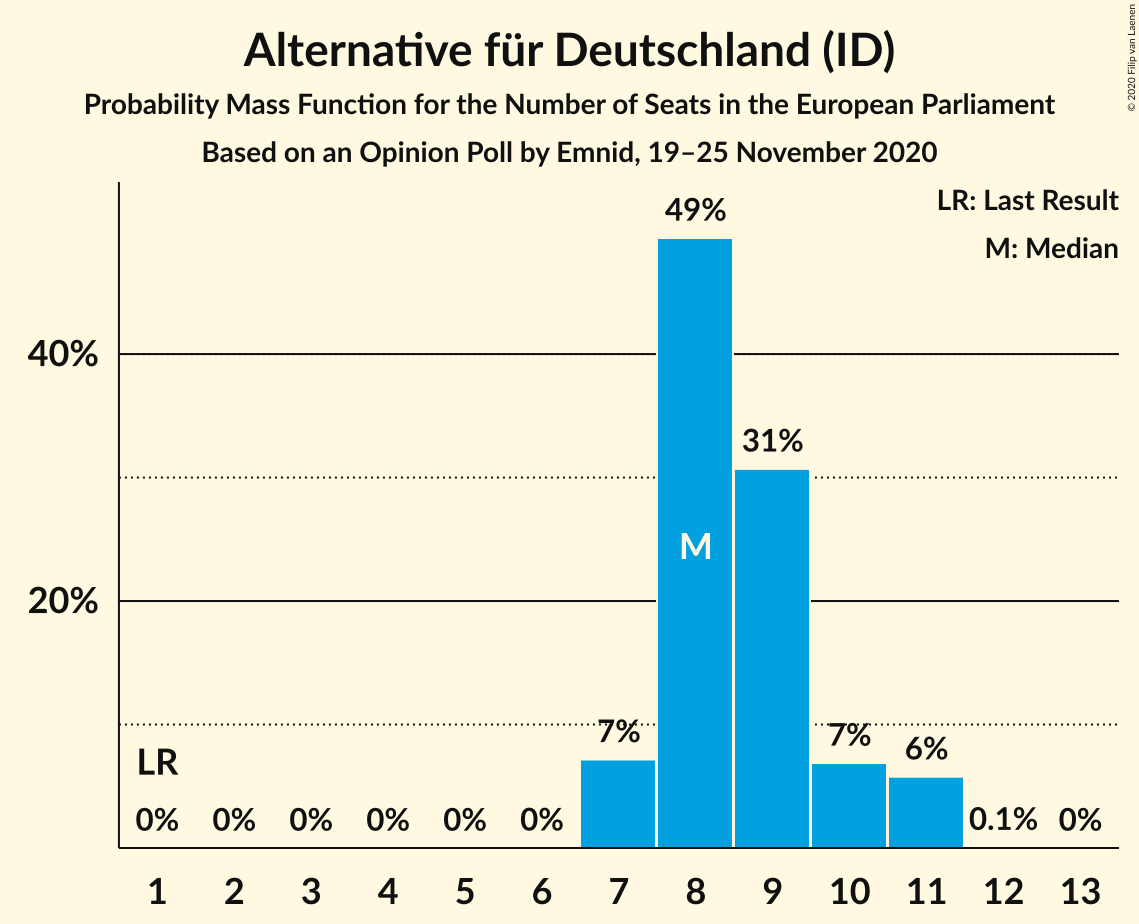 Alternative für Deutschland (ID)
Probability Mass Function for the Number of Seats in the European Parliament
Based on an Opinion Poll by Emnid, 19–25 November 2020
© 2020 Filip van Laenen
LR: Last Result
M: Median
49%
40%
31%
M
20%
7%
7%
6%
LR
0%
0%
0%
0%
0%
0%
0.1%
0%
1 2 3 4 5 6 7 8 9 10 11 12 13